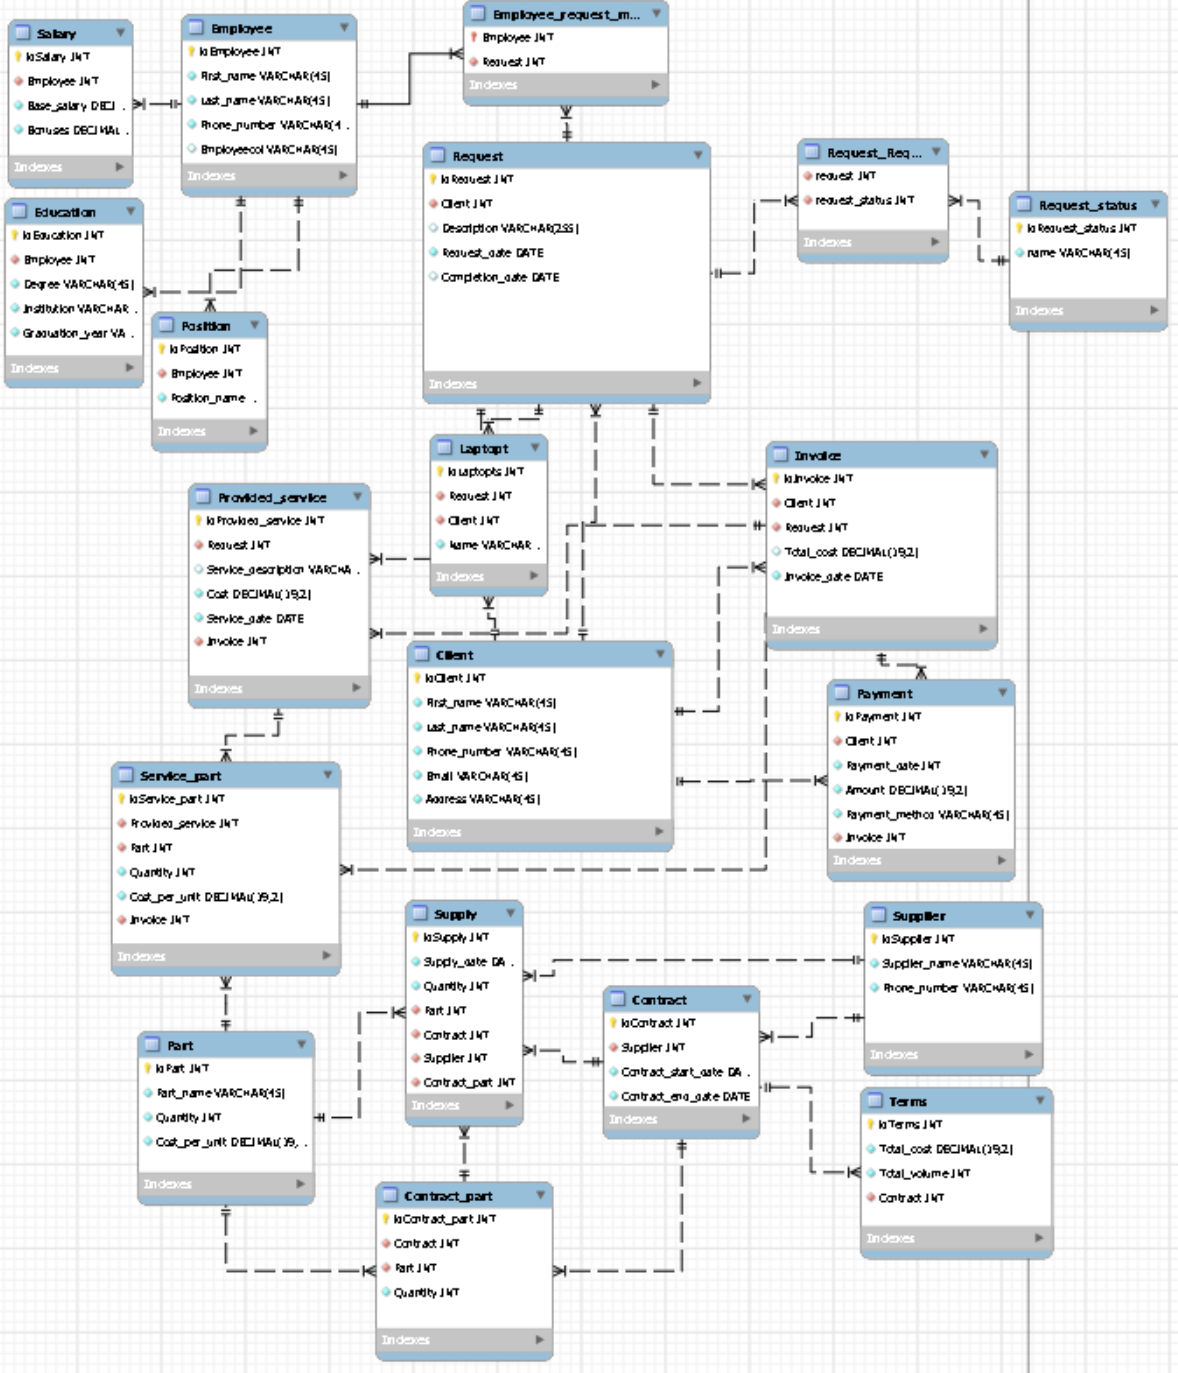 Salary
idSalary INT
Employee INT
Base_salary DECI...
Bonuses DECIMAL...
Indexes
Employee
idEmployee INT
First_name VARCHAR(45)
Last_name VARCHAR(45)
Phone_number VARCHAR(4...
Employeecol VARCHAR(45)
Indexes
Employee_request_m...
Employee INT
Request INT
Indexes
Education
idEducation INT
Employee INT
Degree VARCHAR(45)
Institution VARCHAR...
Graduation_year VA...
Indexes
Position
idPosition INT
Employee INT
Position_name ...
Indexes
Request
idRequest INT
Client INT
Description VARCHAR(255)
Request_date DATE
Completion_date DATE
Indexes
Request_Req...
request INT
request_status INT
Indexes
Request_status
idRequest_status INT
name VARCHAR(45)
Indexes
Laptopt
idLaptopts INT
Request INT
Client INT
Name VARCHAR...
Indexes
Provided_service
idProvided_service INT
Request INT
Service_description VARCHA...
Cost DECIMAL(19,2)
Service_date DATE
Invoice INT
Indexes
Invoice
idInvoice INT
Client INT
Request INT
Total_cost DECIMAL(19,2)
Invoice_date DATE
Indexes
Client
idClient INT
First_name VARCHAR(45)
Last_name VARCHAR(45)
Phone_number VARCHAR(45)
Email VARCHAR(45)
Address VARCHAR(45)
Indexes
Payment
idPayment INT
Client INT
Payment_date INT
Amount DECIMAL(19,2)
Payment_method VARCHAR(45)
Invoice INT
Indexes
Service_part
idService_part INT
Provided_service INT
Part INT
Quantity INT
Cost_per_unit DECIMAL(19,2)
Invoice INT
Indexes
Supply
idSupply INT
Supply_date DA...
Quantity INT
Part INT
Contract INT
Supplier INT
Contract_part INT
Indexes
Supplier
idSupplier INT
Supplier_name VARCHAR(45)
Phone_number VARCHAR(45)
Indexes
Contract
idContract INT
Supplier INT
Contract_start_date DA...
Contract_end_date DATE
Indexes
Part
idPart INT
Part_name VARCHAR(45)
Quantity INT
Cost_per_unit DECIMAL(19,...
Indexes
Terms
idTerms INT
Total_cost DECIMAL(19,2)
Total_volume INT
Contract INT
Indexes
Contract_part
idContract_part INT
Contract INT
Part INT
Quantity INT
Indexes